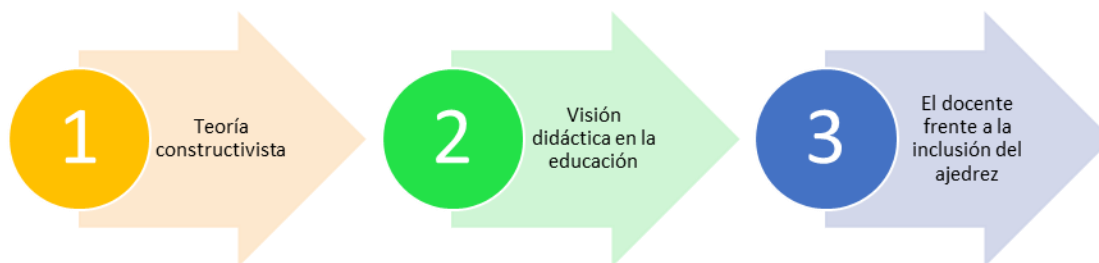 1
Teoría
constructivista
2
Visión
didáctica en la
educación
3
El docente
frente a la
inclusión del
ajedrez